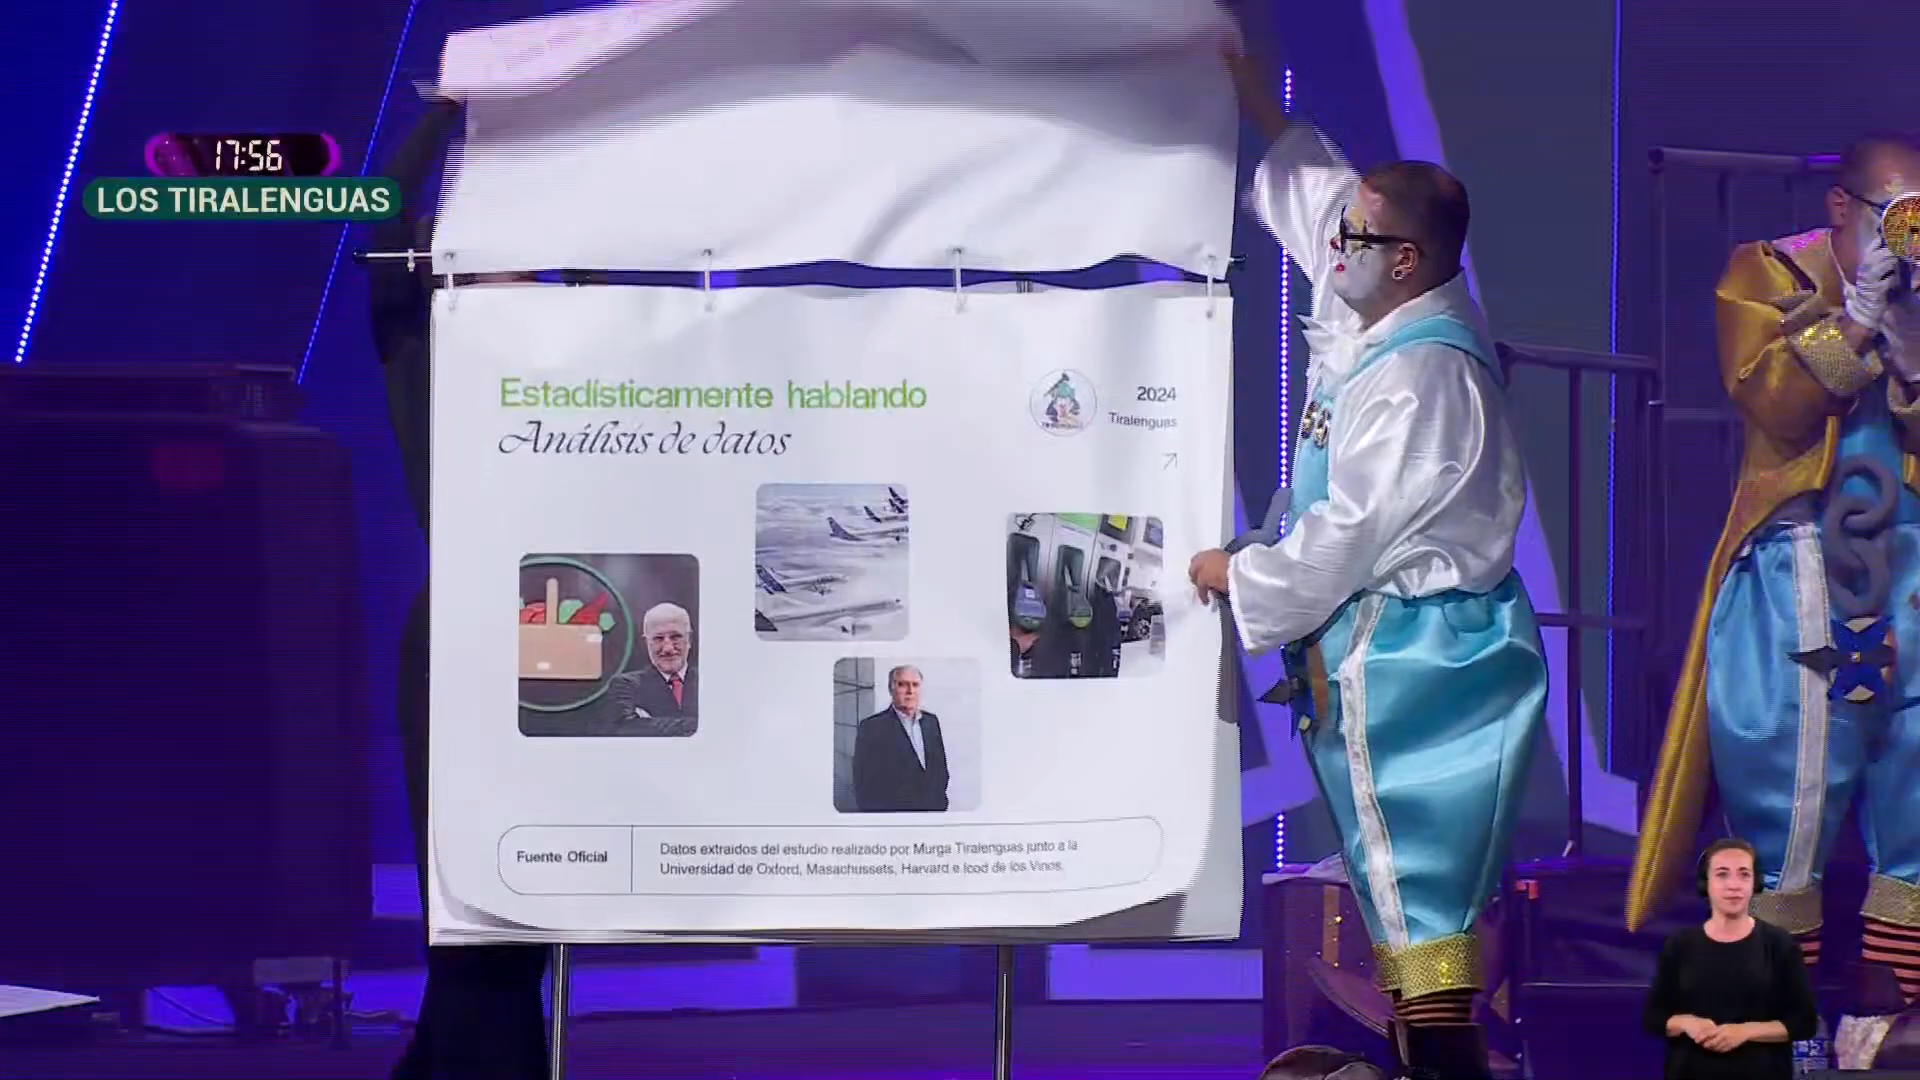 17:56
LOS TIRALENGUAS
Estadísticamente hablando
Análisis de datos
2024
Tiralenguas
Fuente Oficial
Datos extraidos del estudio realizado por Murga Tiralenguas junto a la
Universidad de Oxford, Masachussets, Harvard e Icod de los Vinos.